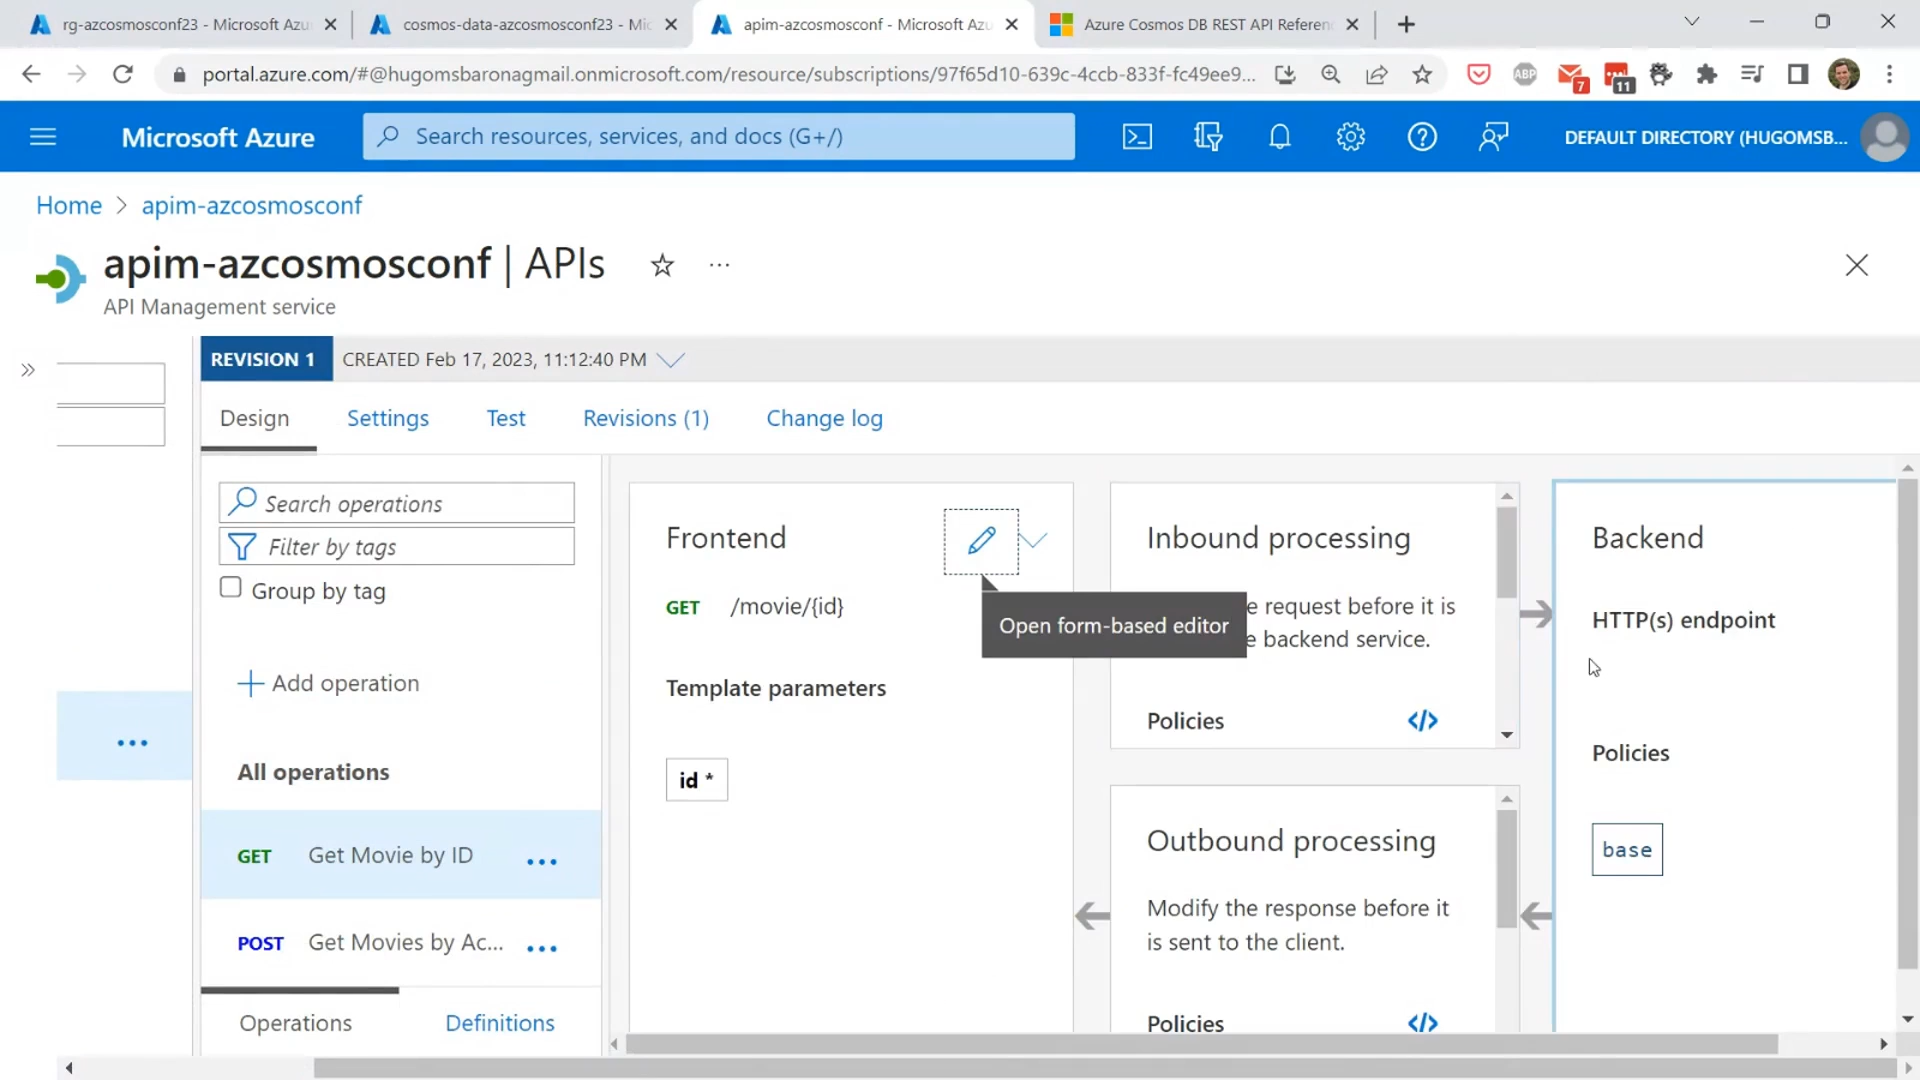 rg-azcosmosconf23 - Microsoft Azu
cosmos-data-azcosmosconf23 - Mic
apim-azcosmosconf - Microsoft Azu
Azure Cosmos DB REST API Referen
portal.azure.com/#@hugomsbaronagmail.onmicrosoft.com/resource/subscriptions/97f65d10-639c-4ccb-833f-fc49ee9...
ABP
7
11
Microsoft Azure
Search resources, services, and docs (G+/)
DEFAULT DIRECTORY (HUGOMSB...
Home > apim-azcosmosconf
apim-azcosmosconf | APIs
API Management service
REVISION 1
CREATED Feb 17, 2023, 11:12:40 PM
Design
Settings
Test
Revisions (1)
Change log
Search operations
Filter by tags
Group by tag
+ Add operation
All operations
GET Get Movie by ID ...
POST Get Movies by Ac... ...
Operations
Definitions
Frontend
GET /movie/{id}
Template parameters
id *
Open form-based editor
Inbound processing
e request before it is
e backend service.
Policies </>
Outbound processing
Modify the response before it
is sent to the client.
Policies </>
Backend
HTTP(s) endpoint
Policies
base